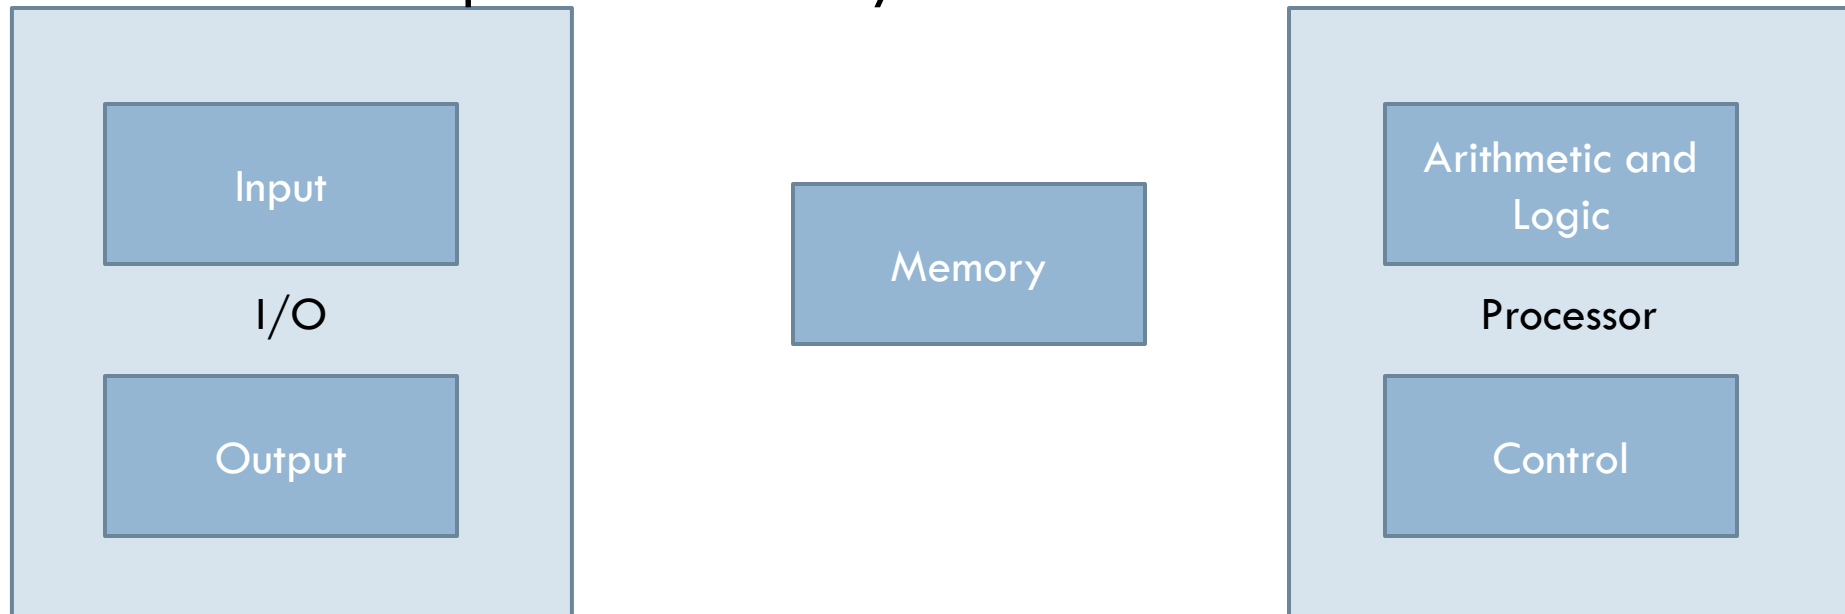 Input
I/O
Output
Memory
Arithmetic and
Logic
Processor
Control